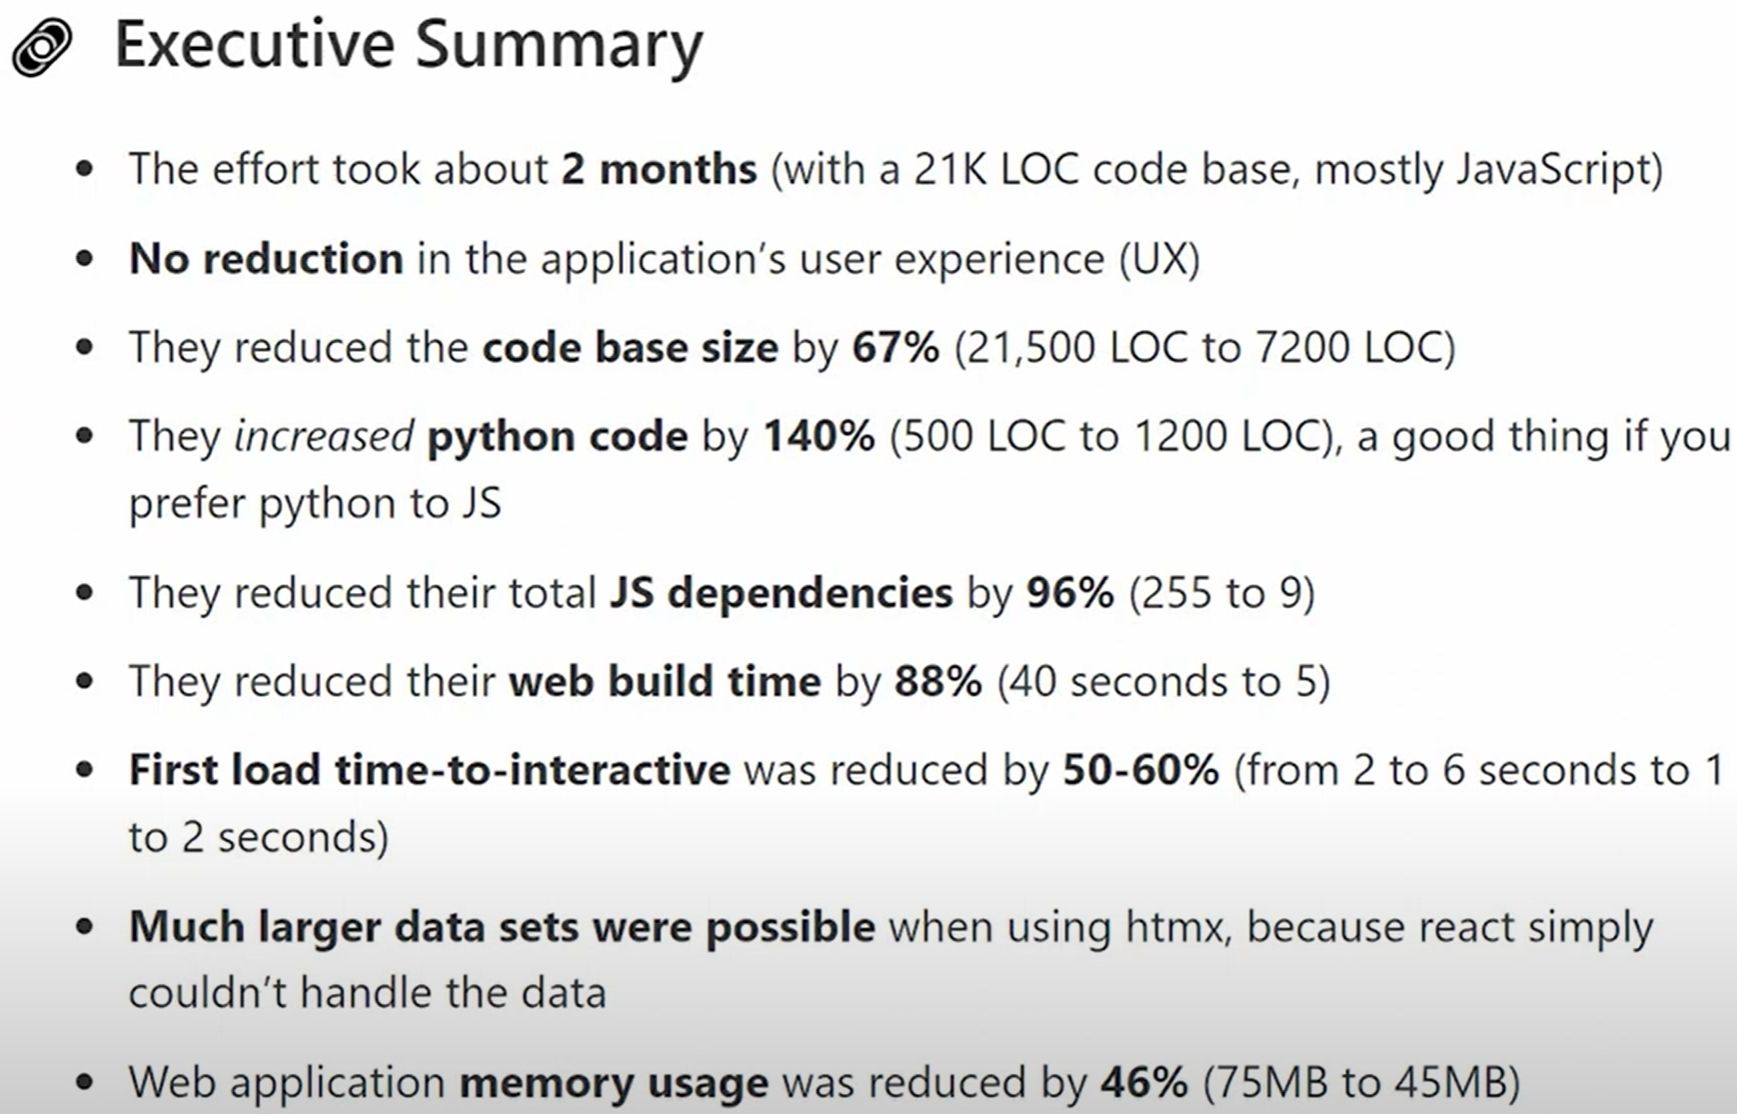 Executive Summary
The effort took about 2 months (with a 21K LOC code base, mostly JavaScript)
No reduction in the application's user experience (UX)
They reduced the code base size by 67% (21,500 LOC to 7200 LOC)
They increased python code by 140% (500 LOC to 1200 LOC), a good thing if you
prefer python to JS
They reduced their total JS dependencies by 96% (255 to 9)
They reduced their web build time by 88% (40 seconds to 5)
First load time-to-interactive was reduced by 50-60% (from 2 to 6 seconds to 1
to 2 seconds)
Much larger data sets were possible when using htmx, because react simply
couldn't handle the data
Web application memory usage was reduced by 46% (75MB to 45MB)